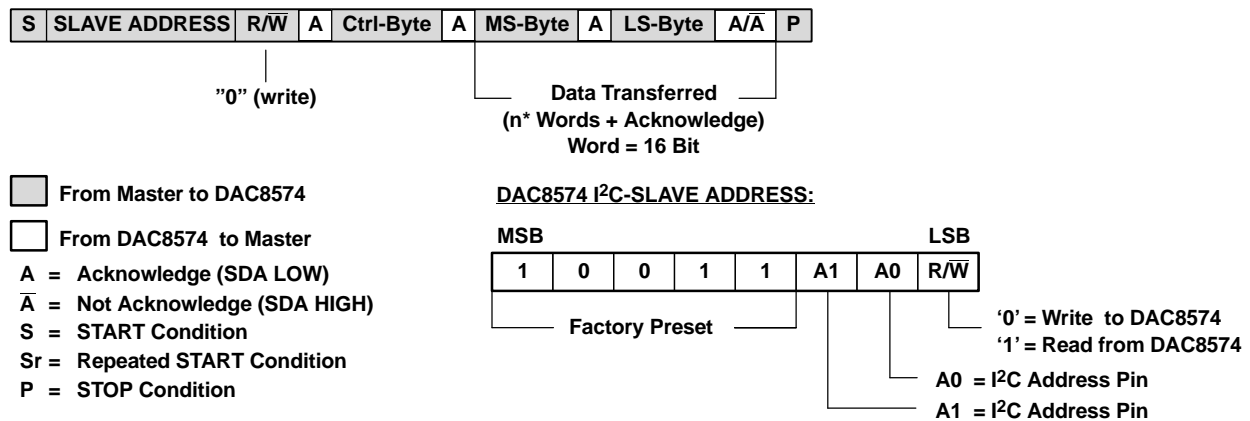 S SLAVE ADDRESS R/W̅ A Ctrl-Byte A MS-Byte A LS-Byte A/A̅ P
"0" (write)
Data Transferred
(n* Words + Acknowledge)
Word = 16 Bit
From Master to DAC8574
From DAC8574 to Master
A = Acknowledge (SDA LOW)
A̅ = Not Acknowledge (SDA HIGH)
S = START Condition
Sr = Repeated START Condition
P = STOP Condition
DAC8574 I²C-SLAVE ADDRESS:
MSB LSB
1 0 0 1 1 A1 A0 R/W̅
Factory Preset
‘0’ = Write to DAC8574
‘1’ = Read from DAC8574
A0 = I²C Address Pin
A1 = I²C Address Pin